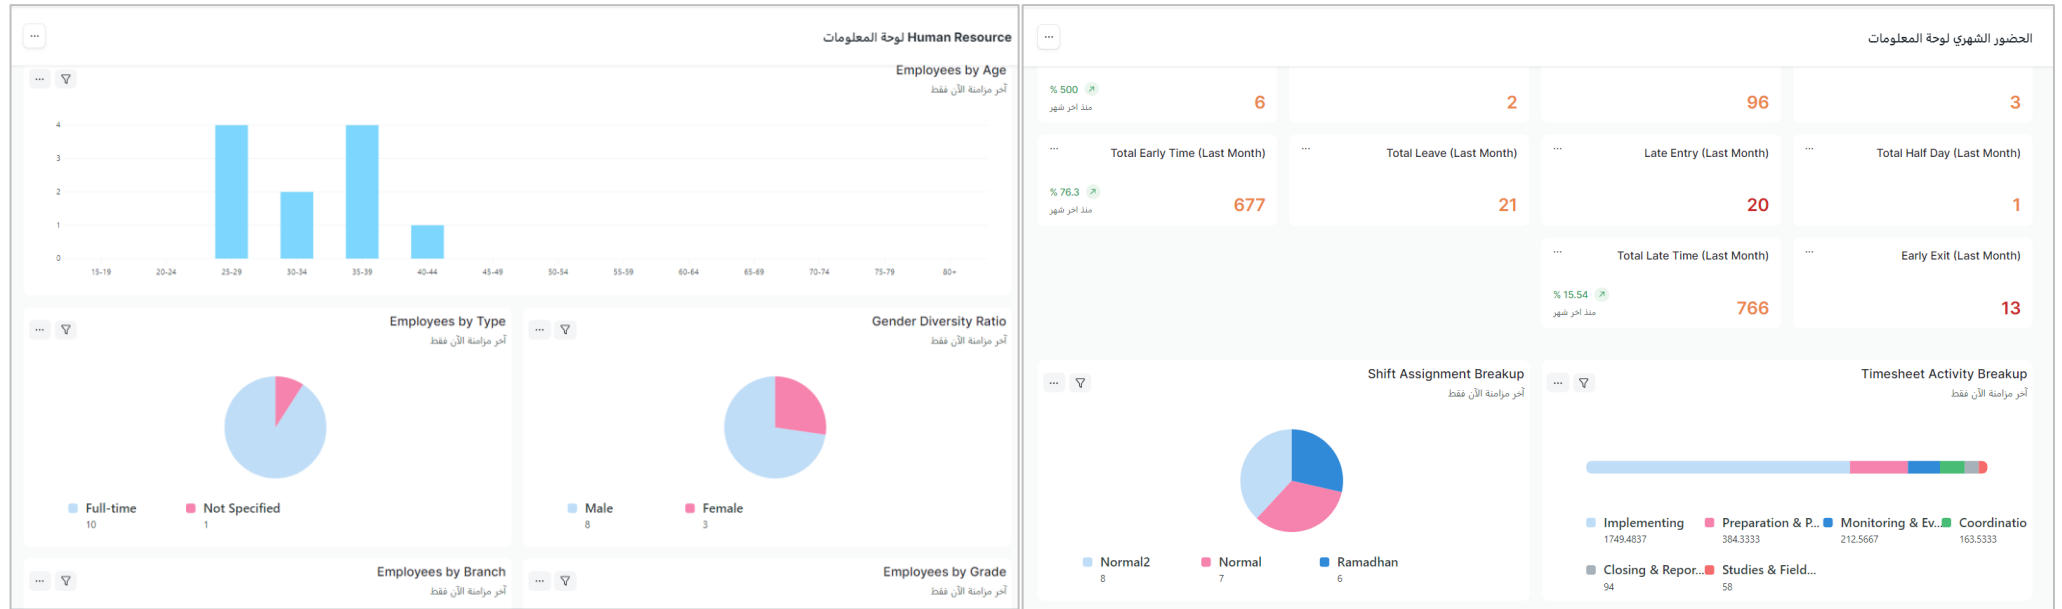 Human Resource لوحة المعلومات
...
Employees by Age
آخر مزامنة الآن فقط
...
4
3
2
1
0
15-19 20-24 25-29 30-34 35-39 40-44 45-49 50-54 55-59 60-64 65-69 70-74 75-79 80+
Employees by Type
آخر مزامنة الآن فقط
...
Full-time
10
Not Specified
1
Gender Diversity Ratio
آخر مزامنة الآن فقط
...
Male
8
Female
3
Employees by Branch
آخر مزامنة الآن فقط
...
Employees by Grade
آخر مزامنة الآن فقط
...
الحضور الشهري لوحة المعلومات
...
% 500
منذ اخر شهر
6
2
96
3
...
Total Early Time (Last Month)
% 76.3
منذ اخر شهر
677
...
Total Leave (Last Month)
21
...
Late Entry (Last Month)
20
...
Total Half Day (Last Month)
1
...
Total Late Time (Last Month)
% 15.54
منذ اخر شهر
766
...
Early Exit (Last Month)
13
Shift Assignment Breakup
آخر مزامنة الآن فقط
...
Normal2
8
Normal
7
Ramadhan
6
Timesheet Activity Breakup
آخر مزامنة الآن فقط
...
Implementing
1749.4837
Preparation & P...
384.3333
Monitoring & Ev...
212.5667
Coordinatio
163.5333
Closing & Repor...
94
Studies & Field...
58